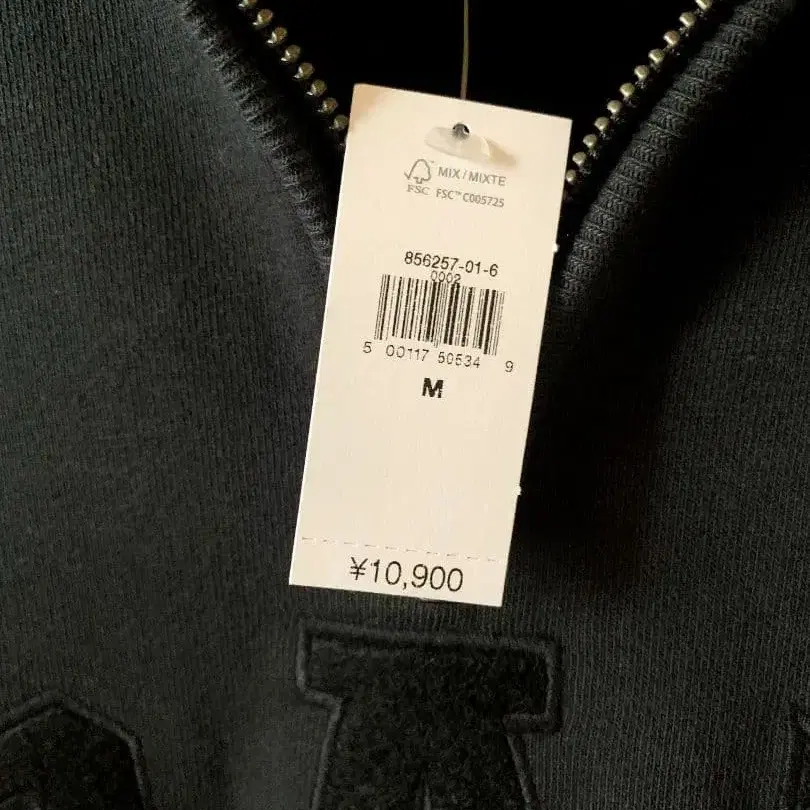 MIX / MIXTE
FSC FSC™ C005725
856257-01-6
0002
5 00117 50534 9
M
¥10,900